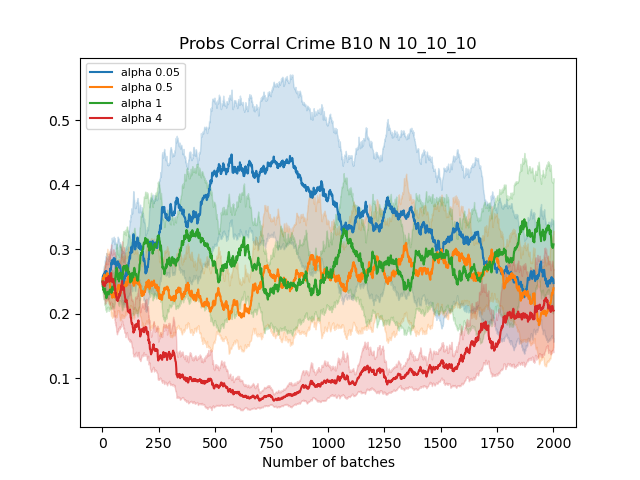 Probs Corral Crime B10 N 10_10_10
alpha 0.05
alpha 0.5
alpha 1
alpha 4
0.5
0.4
0.3
0.2
0.1
0 250 500 750 1000 1250 1500 1750 2000
Number of batches